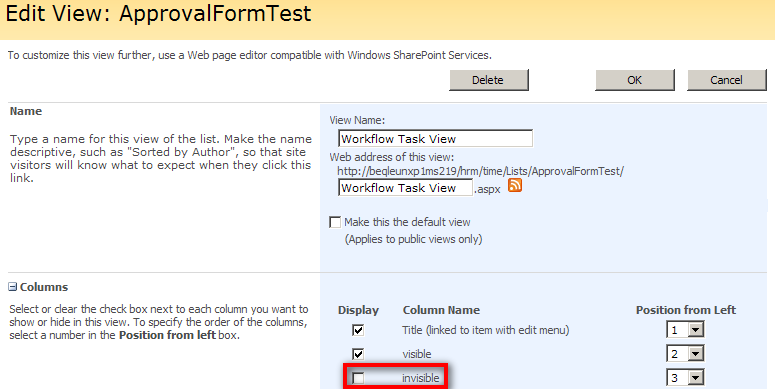 Edit View: ApprovalFormTest
To customize this view further, use a Web page editor compatible with Windows SharePoint Services.
Delete
OK
Cancel
Name
Type a name for this view of the list. Make the name
descriptive, such as "Sorted by Author", so that site
visitors will know what to expect when they click this
link.
View Name:
Workflow Task View
Web address of this view:
http://beqleunxp1ms219/hrm/time/Lists/ApprovalFormTest/
Workflow Task View .aspx
Make this the default view
(Applies to public views only)
Columns
Select or clear the check box next to each column you want to
show or hide in this view. To specify the order of the columns,
select a number in the Position from left box.
Display Column Name Position from Left
Title (linked to item with edit menu) 1
visible 2
invisible 3